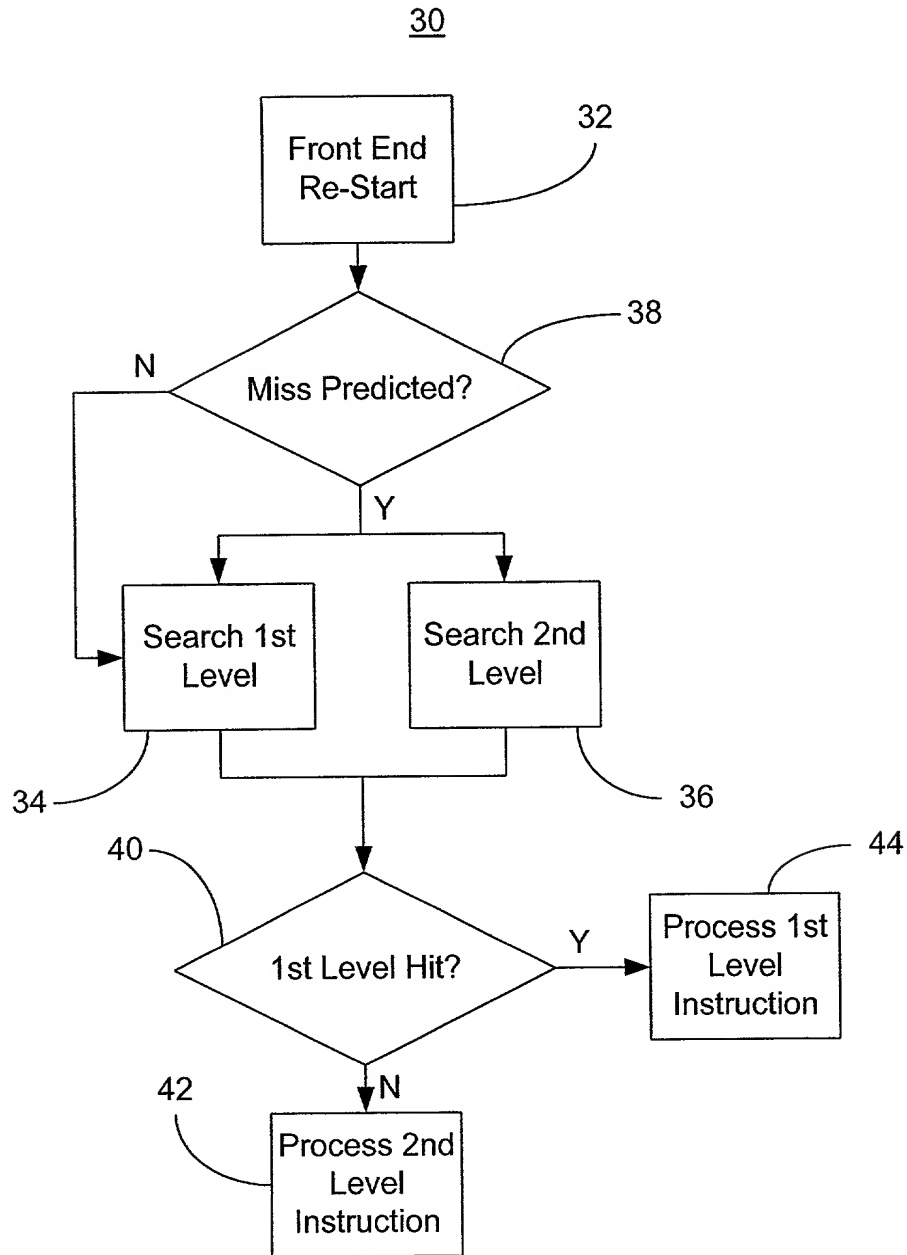 30
Front End
Re-Start
32
38
N
Miss Predicted?
Y
Search 1st
Level
Search 2nd
Level
34
36
40
44
1st Level Hit?
Y
Process 1st
Level
Instruction
42
N
Process 2nd
Level
Instruction